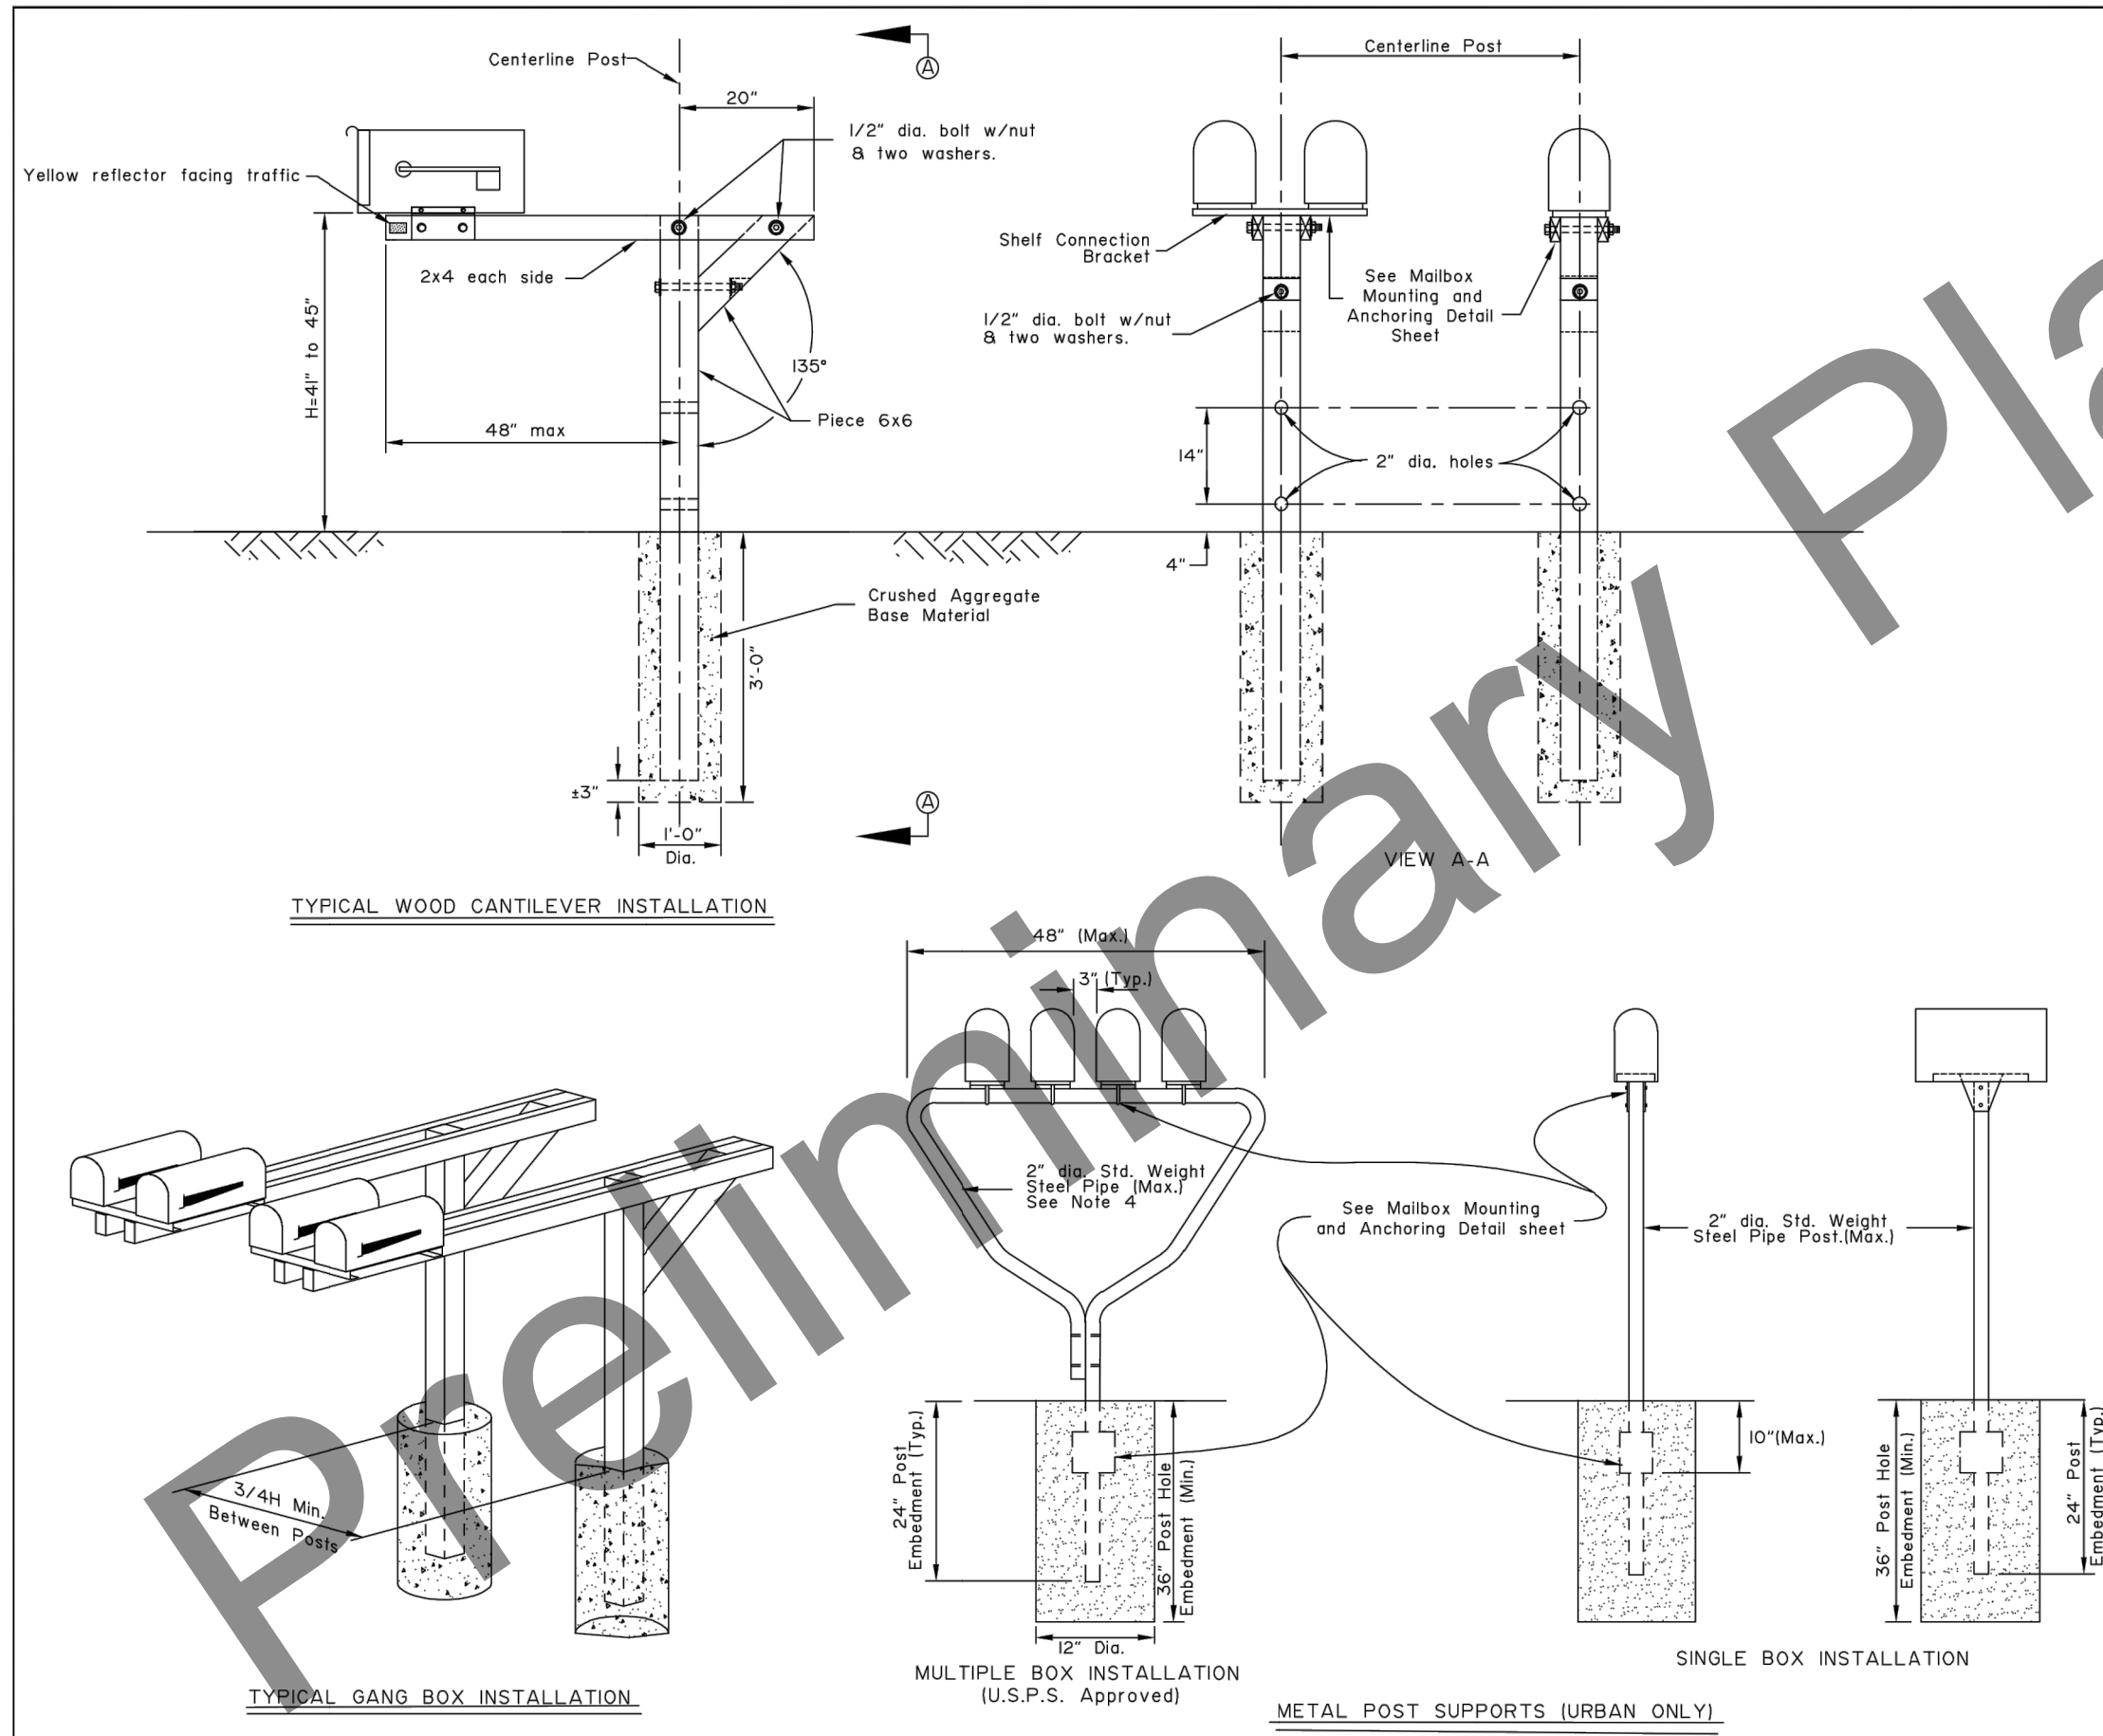 Centerline Post
A
20"
1/2" dia. bolt w/nut
& two washers.
Yellow reflector facing traffic
2x4 each side
H=41" to 45"
135°
48" max
Piece 6x6
Crushed Aggregate
Base Material
3'-0"
±3"
1'-0"
Dia.
A
TYPICAL WOOD CANTILEVER INSTALLATION
Centerline Post
Shelf Connection
Bracket
See Mailbox
Mounting and
Anchoring Detail
Sheet
1/2" dia. bolt w/nut
& two washers.
14"
2" dia. holes
4"
VIEW A-A
3/4H Min.
Between Posts
TYPICAL GANG BOX INSTALLATION
48" (Max.)
3" (Typ.)
2" dia. Std. Weight
Steel Pipe (Max.)
See Note 4
See Mailbox Mounting
and Anchoring Detail sheet
24" Post
Embedment (Typ.)
36" Post Hole
Embedment (Min.)
12" Dia.
MULTIPLE BOX INSTALLATION
(U.S.P.S. Approved)
2" dia. Std. Weight
Steel Pipe Post.(Max.)
10"(Max.)
36" Post Hole
Embedment (Min.)
24" Post
Embedment (Typ.)
SINGLE BOX INSTALLATION
METAL POST SUPPORTS (URBAN ONLY)
Preliminary Pla